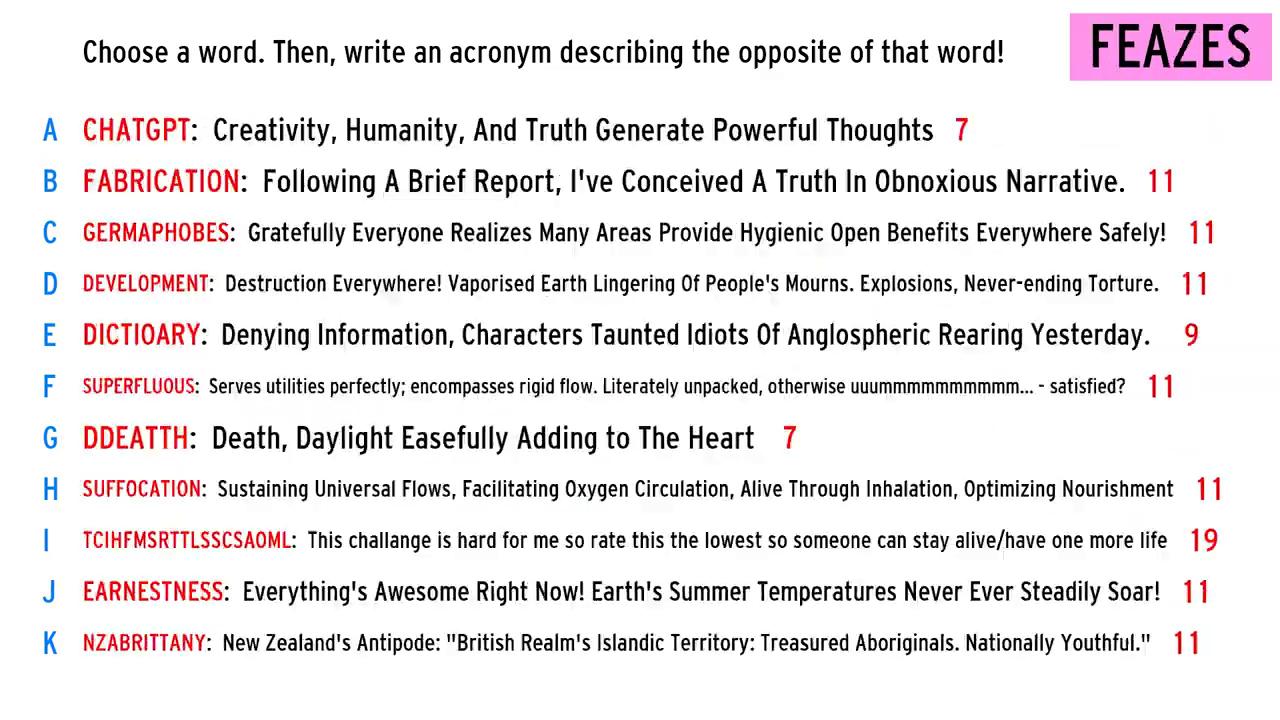 Choose a word. Then, write an acronym describing the opposite of that word!
FEAZES
A CHATGPT: Creativity, Humanity, And Truth Generate Powerful Thoughts 7
B FABRICATION: Following A Brief Report, I've Conceived A Truth In Obnoxious Narrative. 11
C GERMAPHOBES: Gratefully Everyone Realizes Many Areas Provide Hygienic Open Benefits Everywhere Safely! 11
D DEVELOPMENT: Destruction Everywhere! Vaporised Earth Lingering Of People's Mourns. Explosions, Never-ending Torture. 11
E DICTIOARY: Denying Information, Characters Taunted Idiots Of Anglospheric Rearing Yesterday. 9
F SUPERFLUOUS: Serves utilities perfectly; encompasses rigid flow. Literately unpacked, otherwise uuummmmmmmmmm... - satisfied? 11
G DDEATTH: Death, Daylight Easefully Adding to The Heart 7
H SUFFOCATION: Sustaining Universal Flows, Facilitating Oxygen Circulation, Alive Through Inhalation, Optimizing Nourishment 11
I TCIHFMSRTTLSSCSAOML: This challange is hard for me so rate this the lowest so someone can stay alive/have one more life 19
J EARNESTNESS: Everything's Awesome Right Now! Earth's Summer Temperatures Never Ever Steadily Soar! 11
K NZABRITTANY: New Zealand's Antipode: "British Realm's Islandic Territory: Treasured Aboriginals. Nationally Youthful." 11